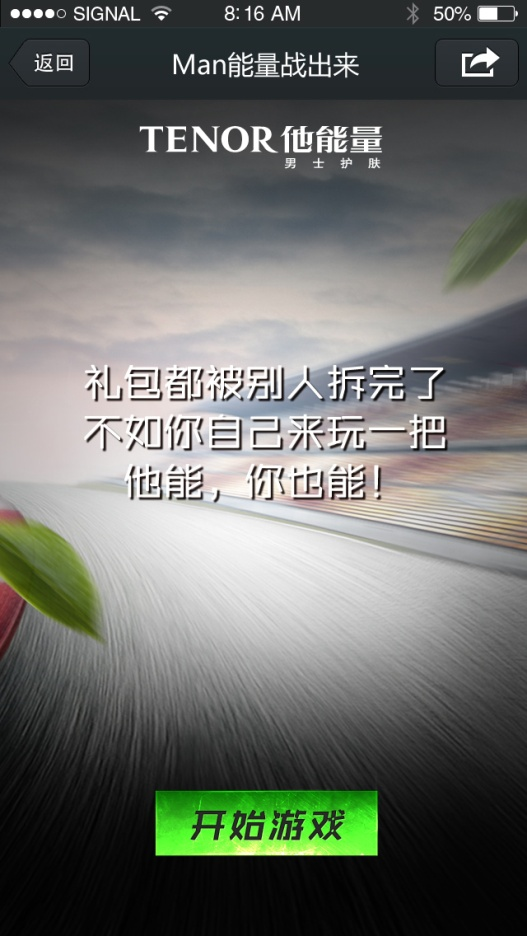 SIGNAL 8:16 AM 50%
返回 Man能量战出来
TENOR他能量
男士护肤
礼包都被别人拆完了
不如你自己来玩一把
他能，你也能！
开始游戏